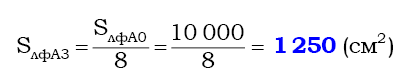 SлфА3 = SлфА0/8 = 10 000/8 = 1 250 (см²)